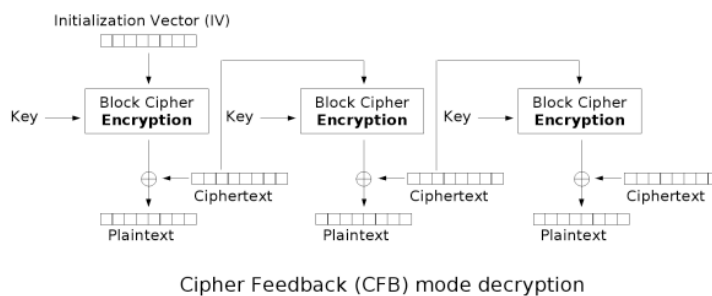 Initialization Vector (IV)
Block Cipher
Encryption
Block Cipher
Encryption
Block Cipher
Encryption
Key
Key
Key
Ciphertext
Ciphertext
Ciphertext
Plaintext
Plaintext
Plaintext
Cipher Feedback (CFB) mode decryption